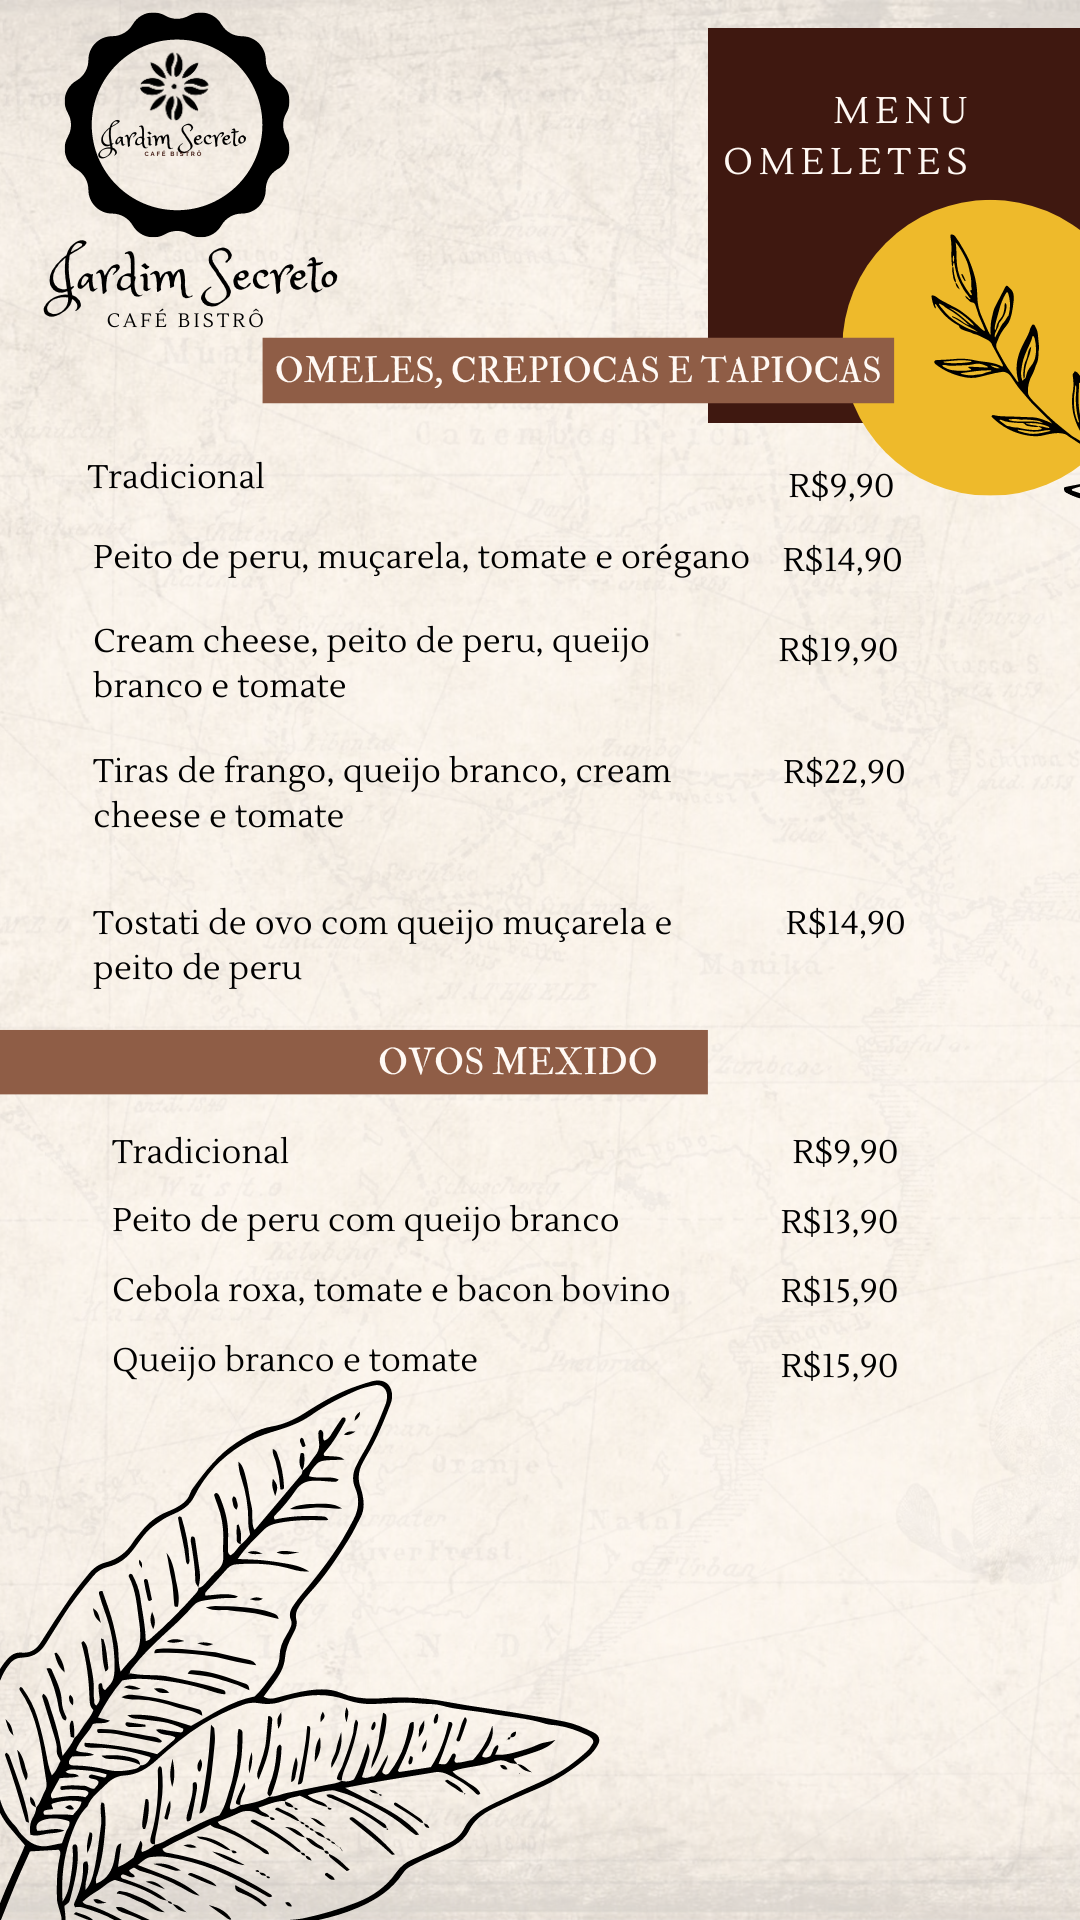 Jardim Secreto
CAFÉ BISTRÔ
Jardim Secreto
CAFÉ BISTRÔ
MENU
OMELETES
OMELES, CREPIOCAS E TAPIOCAS
Tradicional R$9,90
Peito de peru, muçarela, tomate e orégano R$14,90
Cream cheese, peito de peru, queijo R$19,90
branco e tomate
Tiras de frango, queijo branco, cream R$22,90
cheese e tomate
Tostati de ovo com queijo muçarela e R$14,90
peito de peru
OVOS MEXIDO
Tradicional R$9,90
Peito de peru com queijo branco R$13,90
Cebola roxa, tomate e bacon bovino R$15,90
Queijo branco e tomate R$15,90